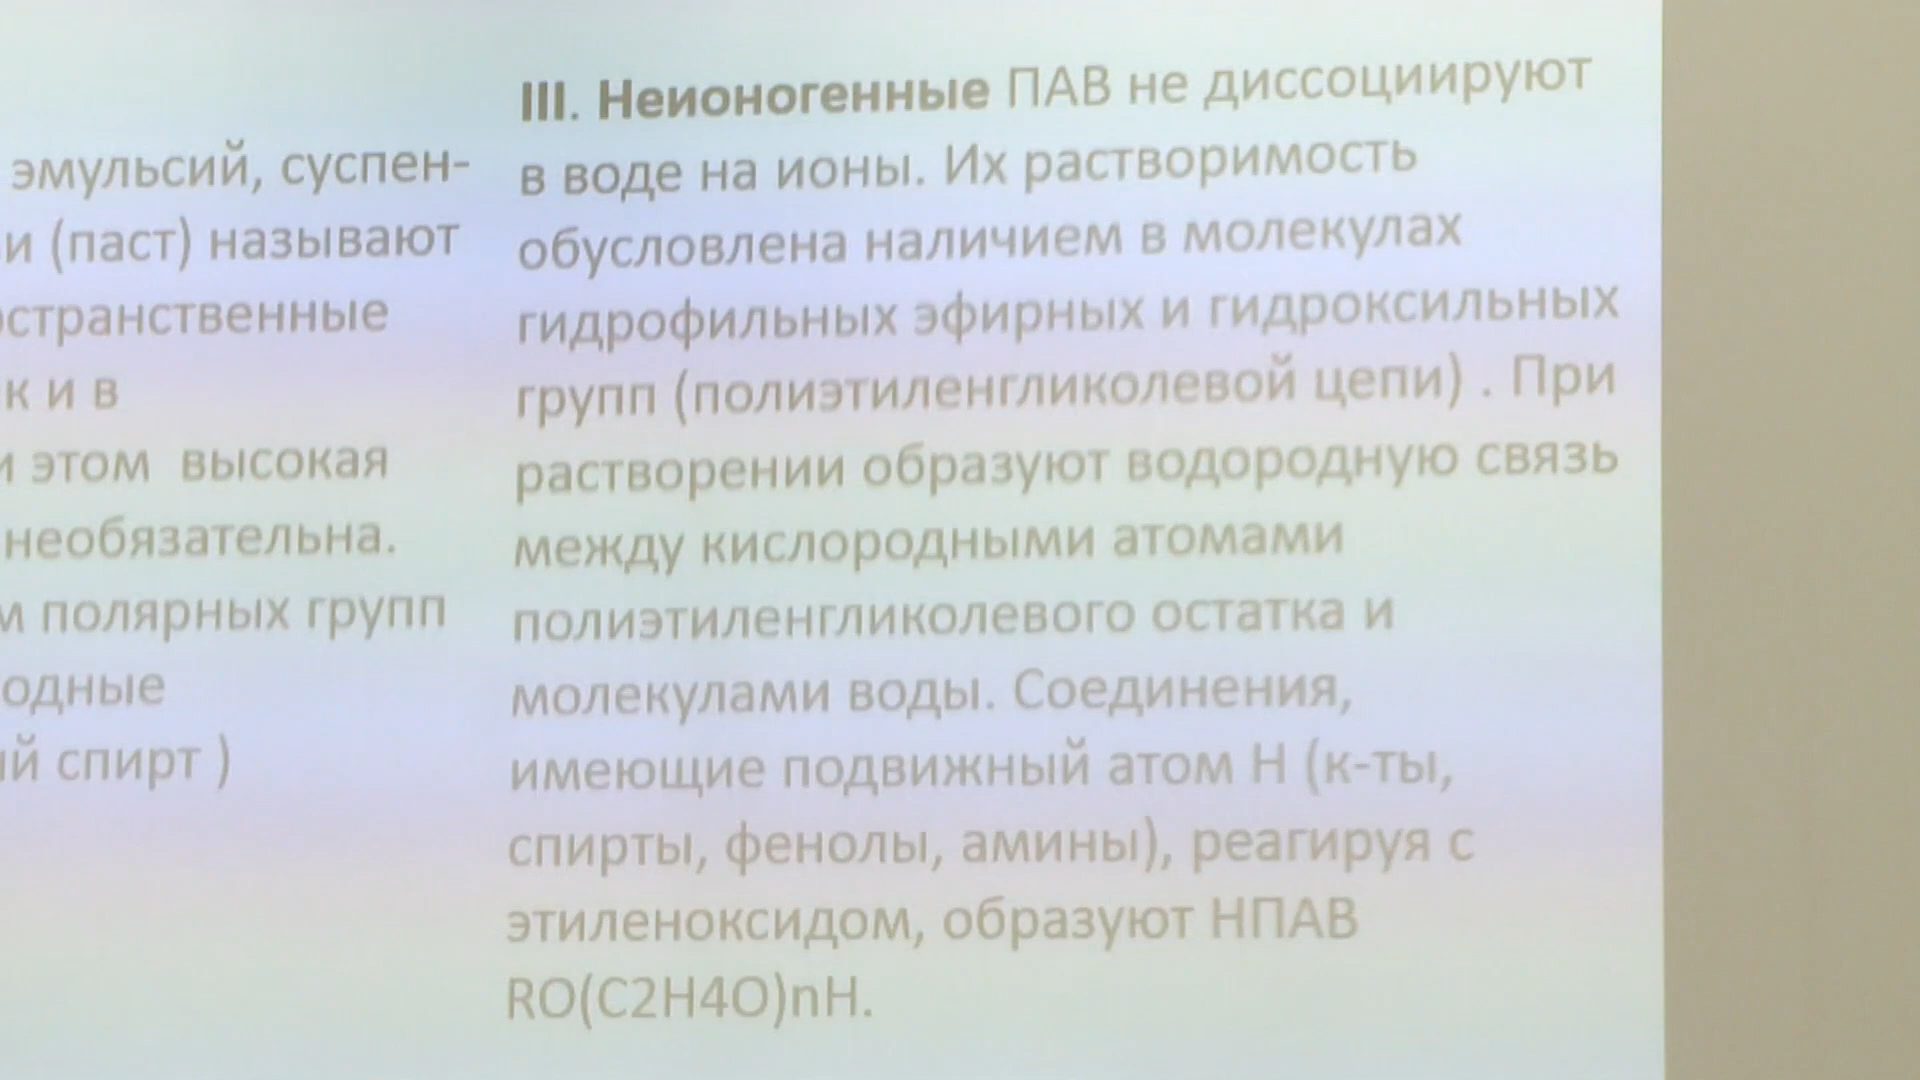 эмульсий, суспен-
и (паст) называют
остранственные
к и в
и этом высокая
необязательна.
м полярных групп
одные
ий спирт )
III. Неионогенные ПАВ не диссоциируют
в воде на ионы. Их растворимость
обусловлена наличием в молекулах
гидрофильных эфирных и гидроксильных
групп (полиэтиленгликолевой цепи) . При
растворении образуют водородную связь
между кислородными атомами
полиэтиленгликолевого остатка и
молекулами воды. Соединения,
имеющие подвижный атом Н (к-ты,
спирты, фенолы, амины), реагируя с
этиленоксидом, образуют НПАВ
RO(C2H4O)nH.